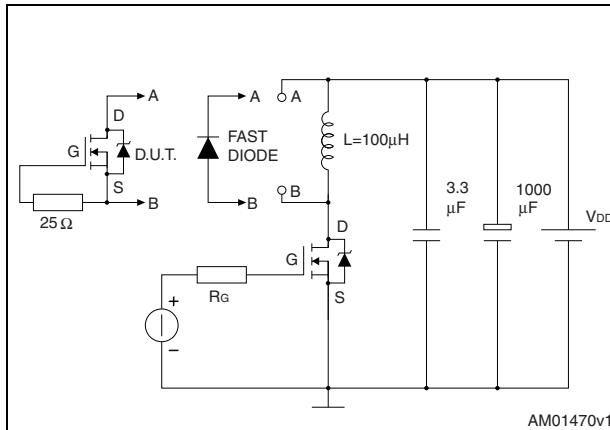 A
D
G
D.U.T.
S
B
25 Ω
A
FAST
DIODE
B
A
B
L=100µH
D
G
S
RG
+
–
3.3
µF
1000
µF
VDD
AM01470v1